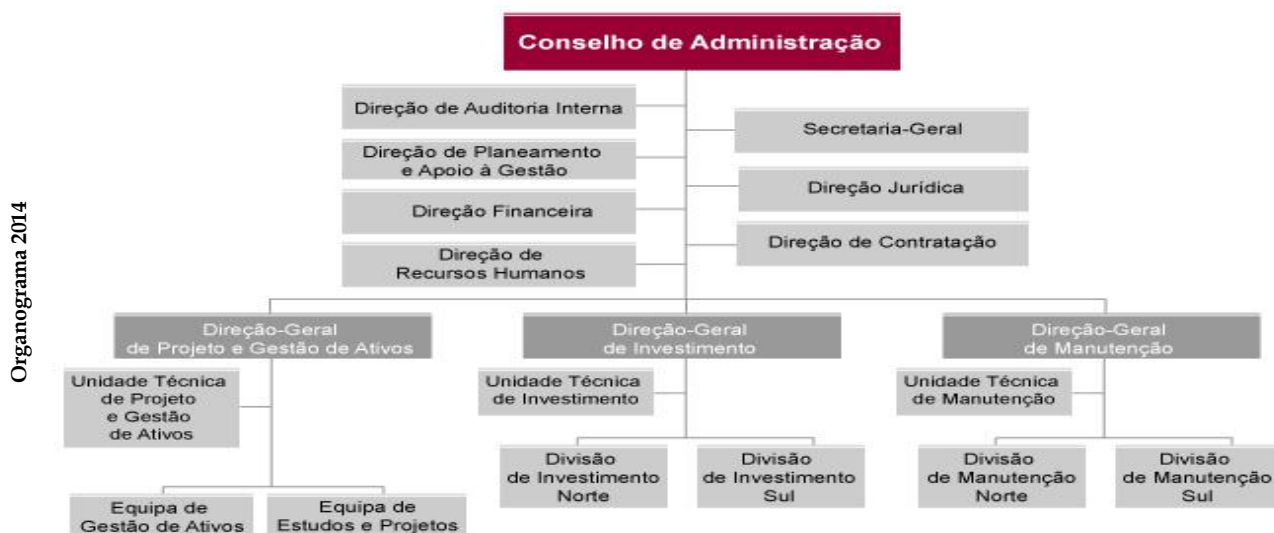 Organograma 2014
Conselho de Administração
Direção de Auditoria Interna
Secretaria-Geral
Direção de Planeamento
e Apoio à Gestão
Direção Jurídica
Direção Financeira
Direção de Contratação
Direção de
Recursos Humanos
Direção-Geral
de Projeto e Gestão de Ativos
Direção-Geral
de Investimento
Direção-Geral
de Manutenção
Unidade Técnica
de Projeto
e Gestão
de Ativos
Unidade Técnica
de Investimento
Unidade Técnica
de Manutenção
Equipa de
Gestão de Ativos
Equipa de
Estudos e Projetos
Divisão
de Investimento
Norte
Divisão
de Investimento
Sul
Divisão
de Manutenção
Norte
Divisão
de Manutenção
Sul